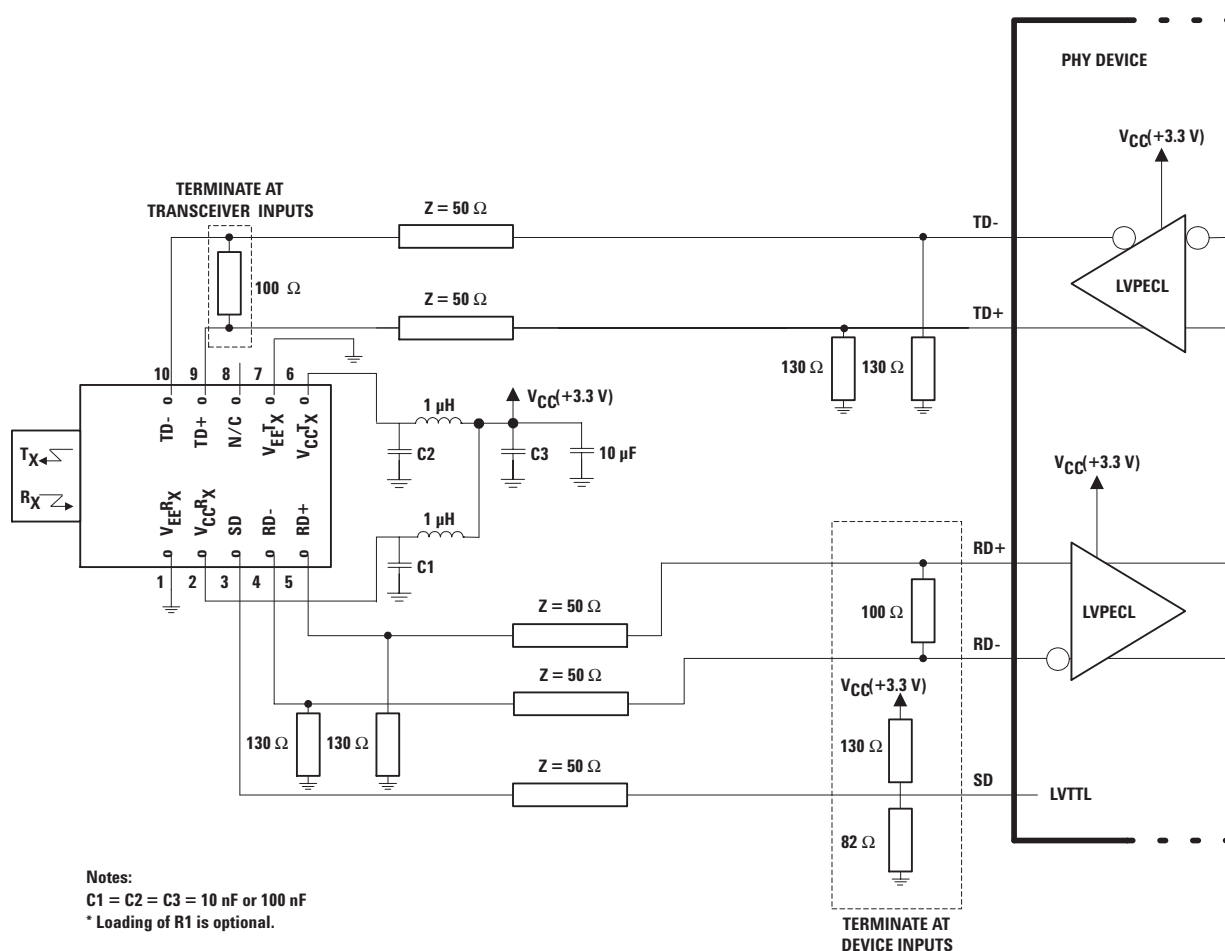 PHY DEVICE
VCC(+3.3 V)
TERMINATE AT
TRANSCEIVER INPUTS
Z = 50 Ω
TD-
LVPECL
100 Ω
Z = 50 Ω
TD+
130 Ω
130 Ω
10
9
8
7
6
TD-
TD+
N/C
VEETX
VCCTX
1 µH
VCC(+3.3 V)
C2
C3
10 µF
TX
RX
VEERX
VCCRX
SD
RD-
RD+
1 µH
C1
1
2
3
4
5
VCC(+3.3 V)
RD+
LVPECL
100 Ω
Z = 50 Ω
RD-
Z = 50 Ω
VCC(+3.3 V)
130 Ω
130 Ω
130 Ω
Z = 50 Ω
SD
LVTTL
82 Ω
Notes:
C1 = C2 = C3 = 10 nF or 100 nF
* Loading of R1 is optional.
TERMINATE AT
DEVICE INPUTS